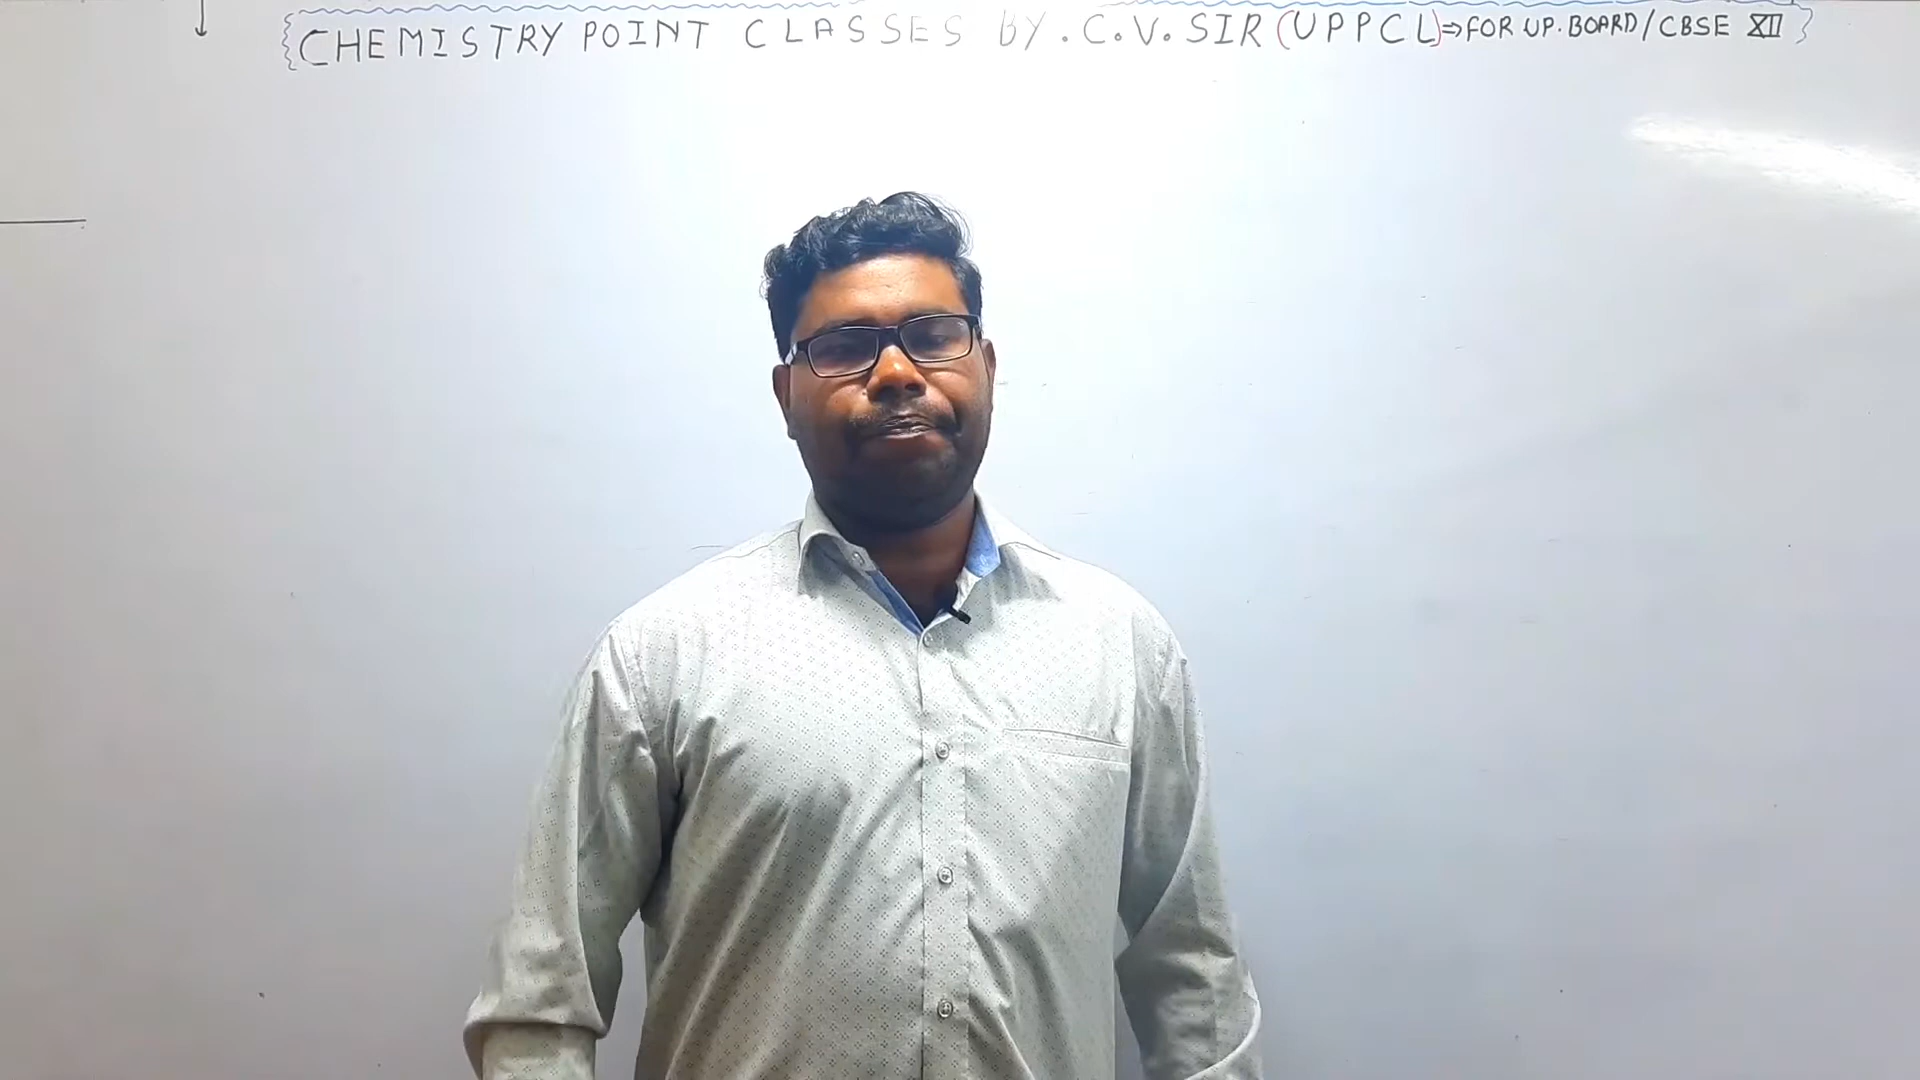 CHEMISTRY POINT CLASSES BY. C.V. SIR (UPPCL) ⇒ FOR UP. BOARD/CBSE XII